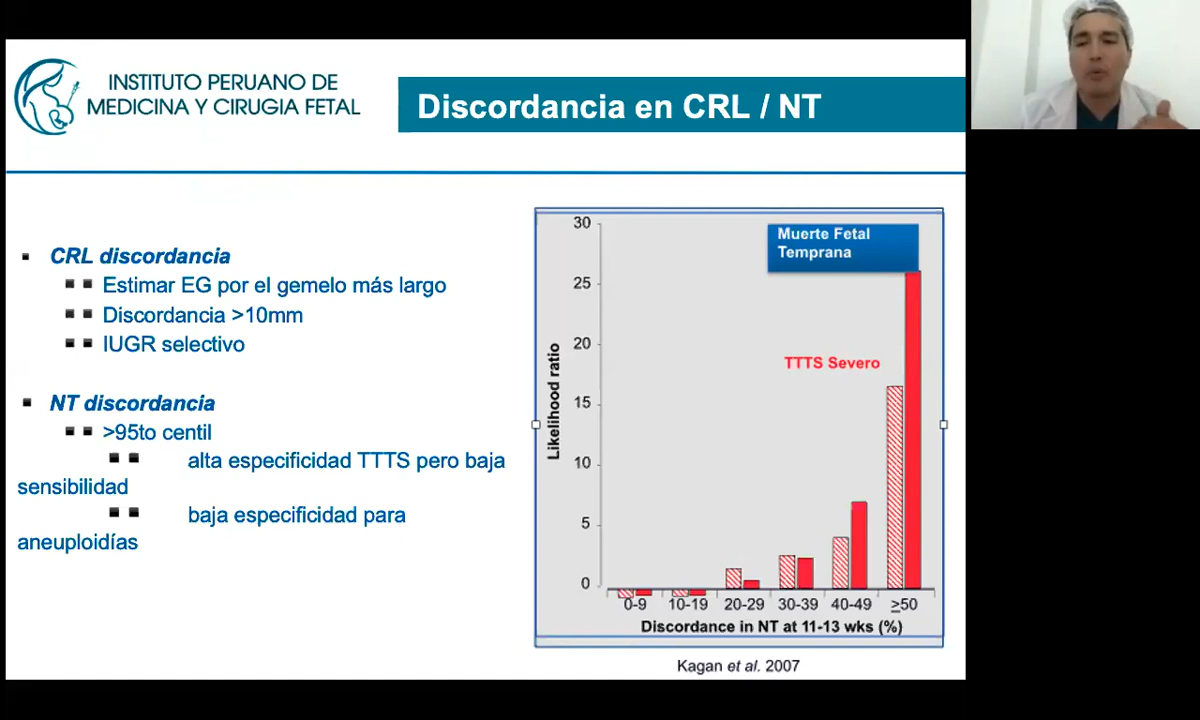 INSTITUTO PERUANO DE
MEDICINA Y CIRUGIA FETAL
Discordancia en CRL / NT
CRL discordancia
Estimar EG por el gemelo más largo
Discordancia >10mm
IUGR selectivo
NT discordancia
>95to centil
alta especificidad TTTS pero baja
sensibilidad
baja especificidad para
aneuploidías
Muerte Fetal
Temprana
TTTS Severo
Likelihood ratio
30
25
20
15
10
5
0
0-9 10-19 20-29 30-39 40-49 ≥50
Discordance in NT at 11-13 wks (%)
Kagan et al. 2007